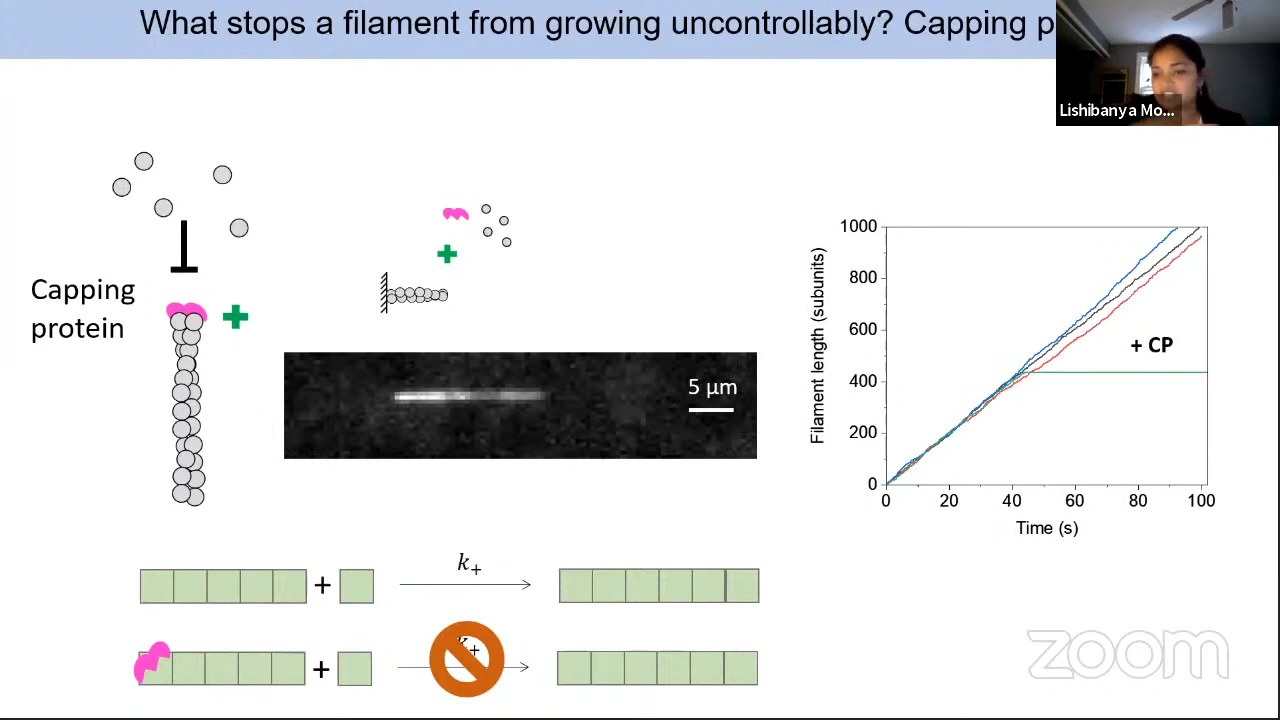 What stops a filament from growing uncontrollably? Capping p
Lishibanya Mo...
Capping
protein
5 μm
Filament length (subunits)
1000
800
600
400
200
0
+ CP
0 20 40 60 80 100
Time (s)
+ k₊
+ k₊
zoom